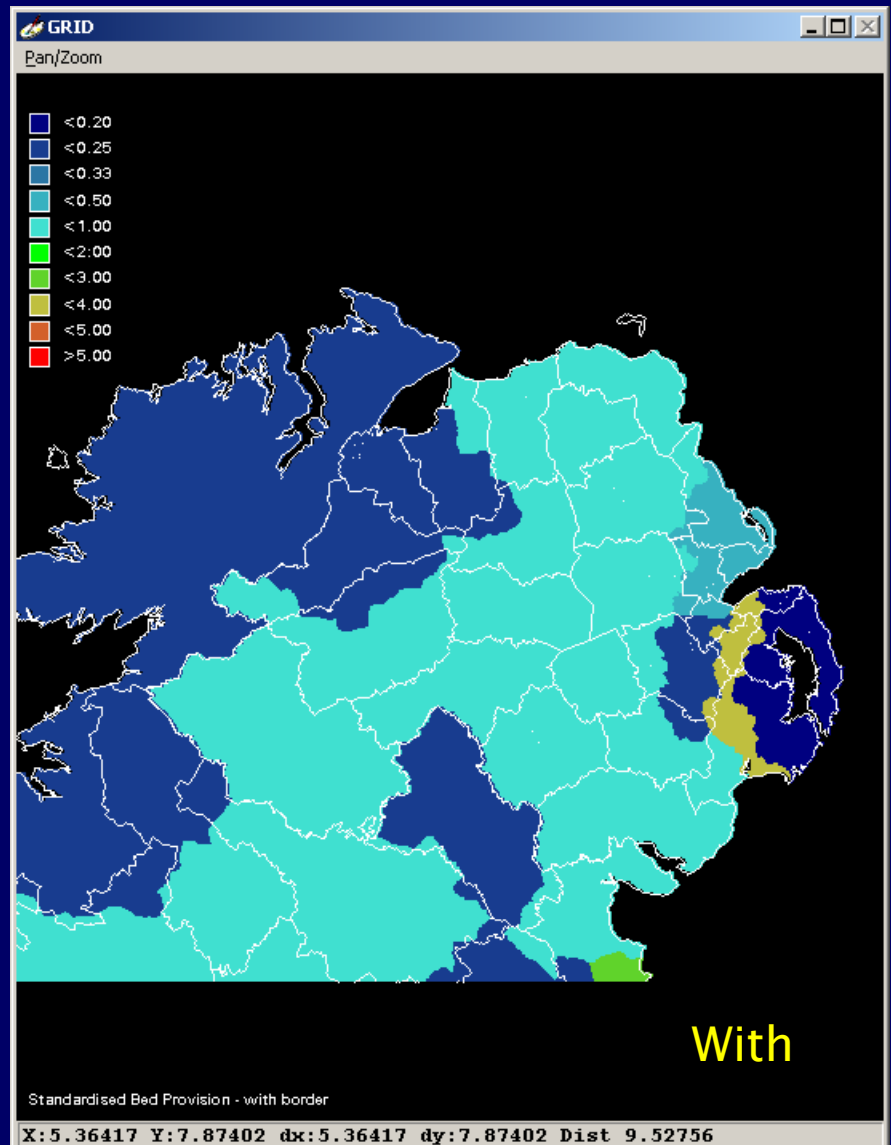 GRID
Pan/Zoom
<0.20
<0.25
<0.33
<0.50
<1.00
<2:00
<3.00
<4.00
<5.00
>5.00
With
Standardised Bed Provision - with border
X:5.36417 Y:7.87402 dx:5.36417 dy:7.87402 Dist 9.52756